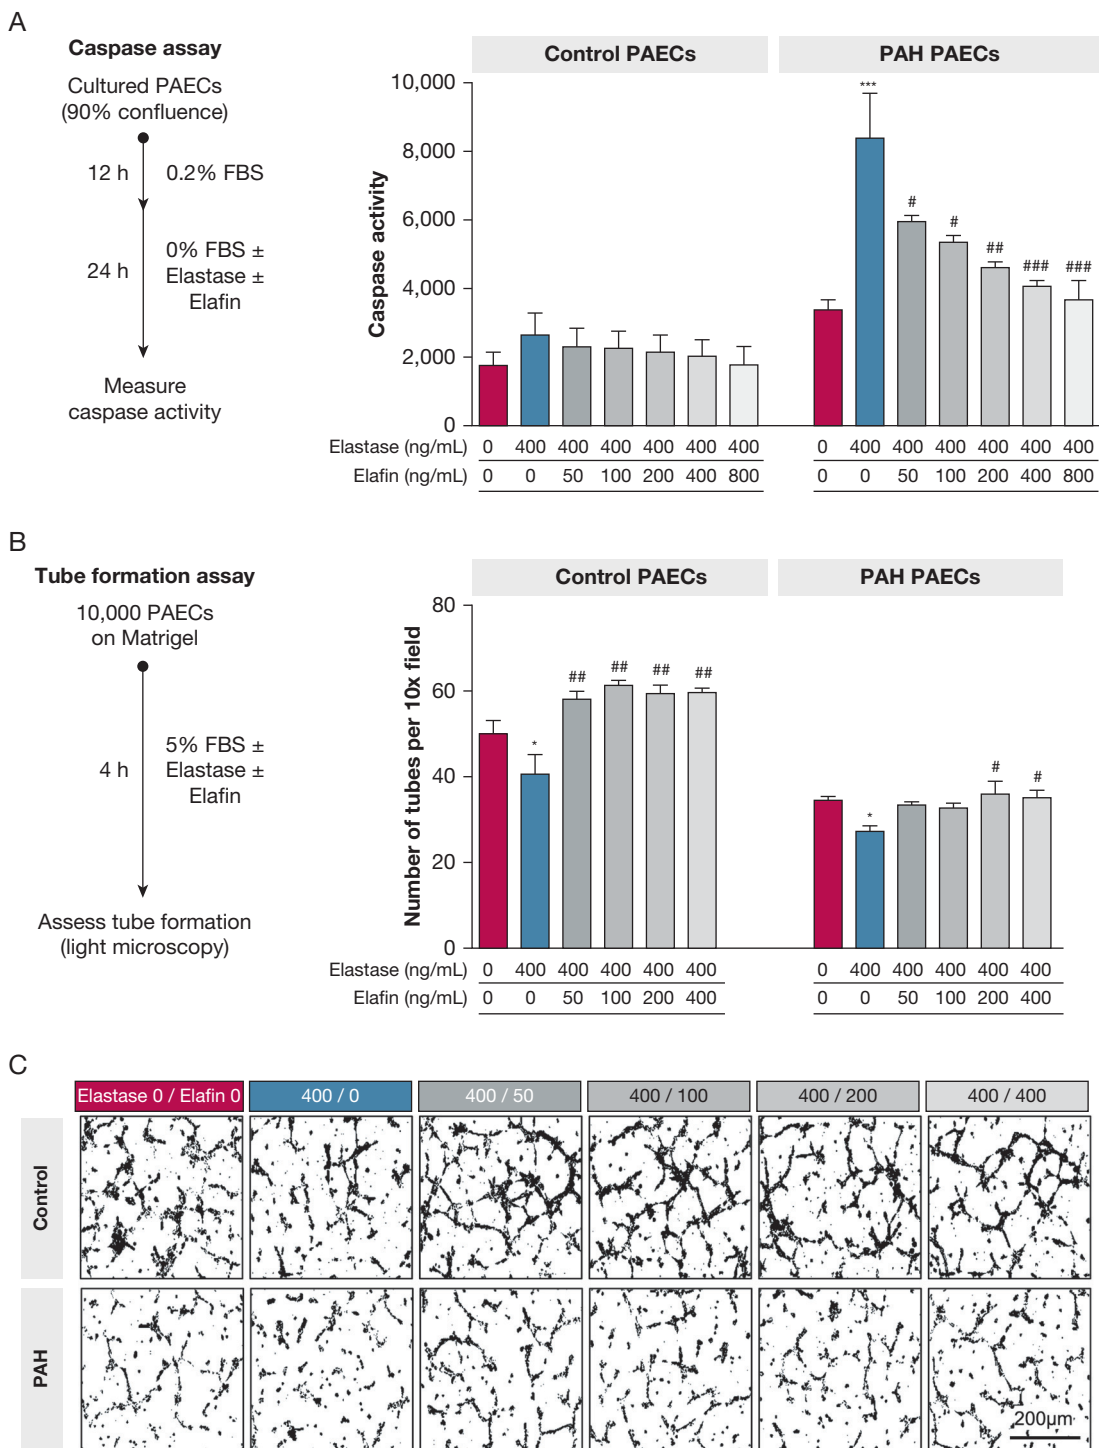 A
Caspase assay
Cultured PAECs
(90% confluence)
12 h
0.2% FBS
24 h
0% FBS ±
Elastase ±
Elafin
Measure
caspase activity
Control PAECs
PAH PAECs
Caspase activity
10,000
8,000
6,000
4,000
2,000
0
***
#
#
##
###
###
Elastase (ng/mL) 0 400 400 400 400 400 400 0 400 400 400 400 400 400
Elafin (ng/mL) 0 0 50 100 200 400 800 0 0 50 100 200 400 800
B
Tube formation assay
10,000 PAECs
on Matrigel
4 h
5% FBS ±
Elastase ±
Elafin
Assess tube formation
(light microscopy)
Control PAECs
PAH PAECs
Number of tubes per 10x field
80
60
40
20
0
*
##
##
##
##
*
#
#
Elastase (ng/mL) 0 400 400 400 400 400 0 400 400 400 400 400
Elafin (ng/mL) 0 0 50 100 200 400 0 0 50 100 200 400
C
Elastase 0 / Elafin 0
400 / 0
400 / 50
400 / 100
400 / 200
400 / 400
Control
PAH
200µm